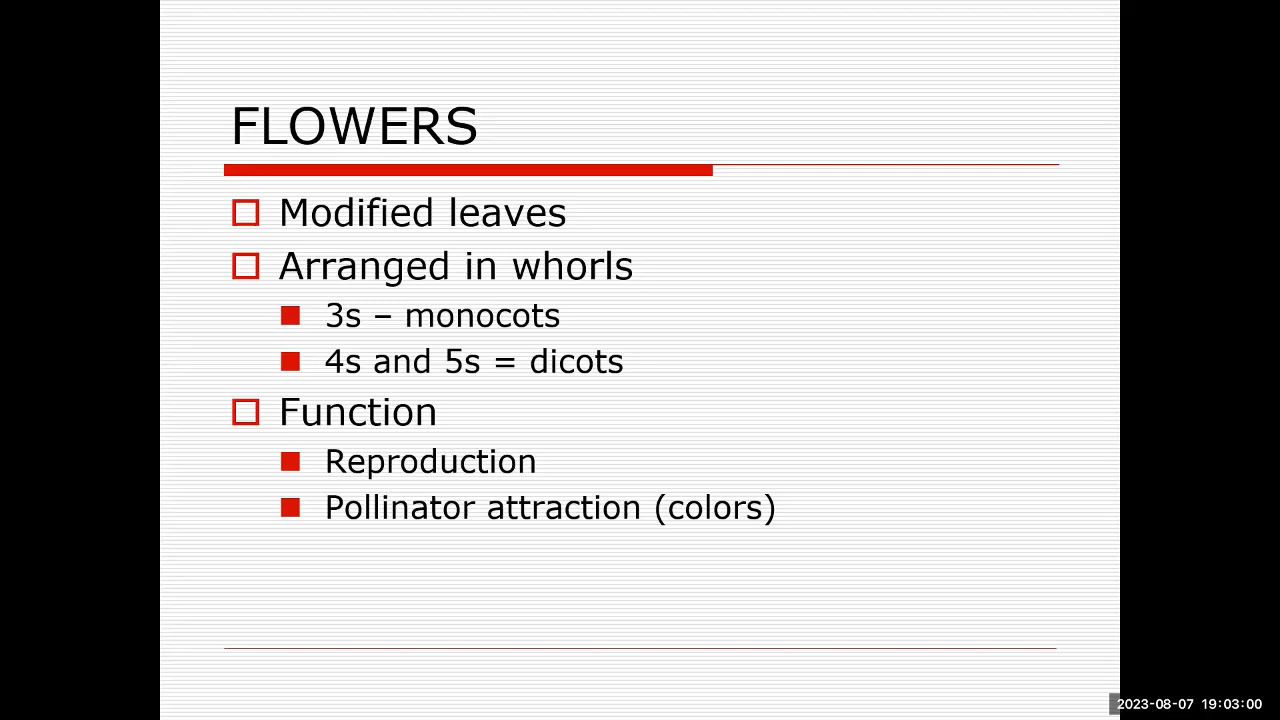 FLOWERS
Modified leaves
Arranged in whorls
3s – monocots
4s and 5s = dicots
Function
Reproduction
Pollinator attraction (colors)
2023-08-07 19:03:00